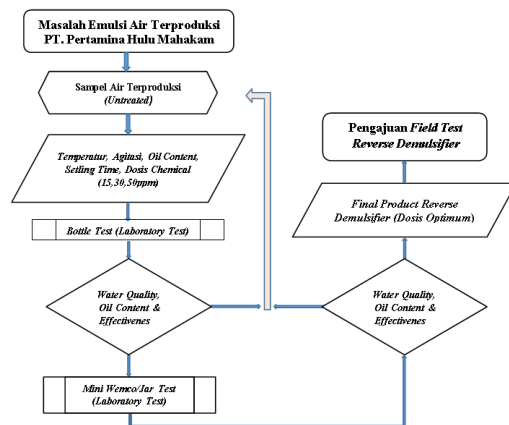 Masalah Emulsi Air Terproduksi
PT. Pertamina Hulu Mahakam
Sampel Air Terproduksi
(Untreated)
Temperatur, Agitasi, Oil Content,
Setling Time, Dosis Chemical
(15,30,50ppm)
Bottle Test (Laboratory Test)
Water Quality,
Oil Content &
Effectivenes
Mini Wemco/Jar Test
(Laboratory Test)
Pengajuan Field Test
Reverse Demulsifier
Final Product Reverse
Demulsifier (Dosis Optimum)
Water Quality,
Oil Content &
Effectivenes